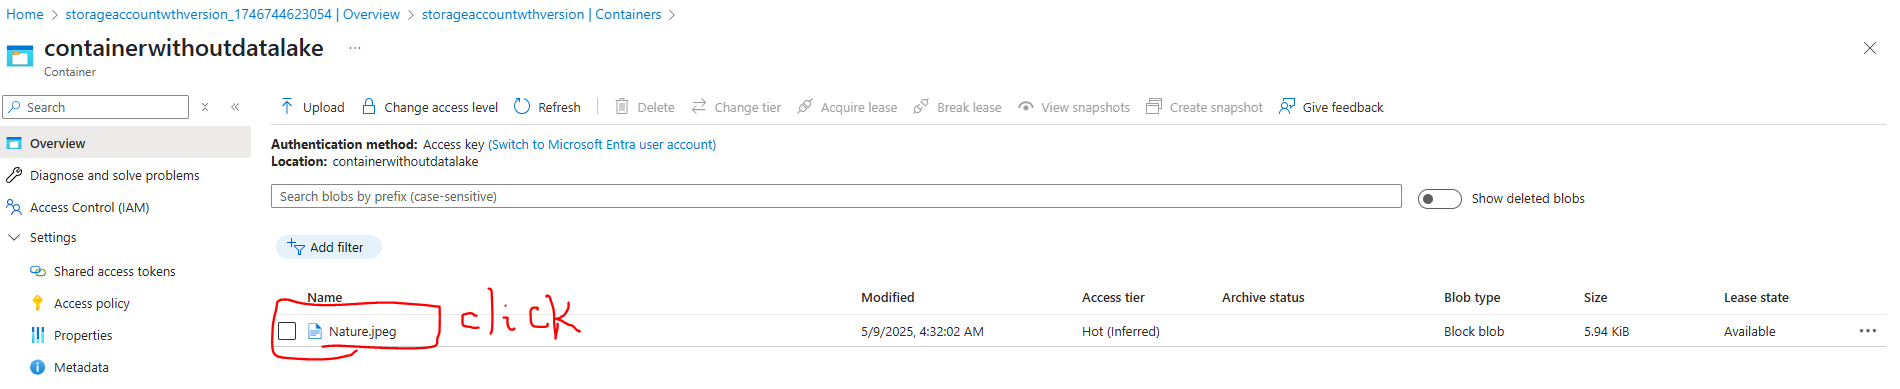 Home > storageaccountwthversion_1746744623054 | Overview > storageaccountwthversion | Containers >
containerwithoutdatalake ...
Container
Search
Upload Change access level Refresh Delete Change tier Acquire lease Break lease View snapshots Create snapshot Give feedback
Overview
Diagnose and solve problems
Access Control (IAM)
Settings
Shared access tokens
Access policy
Properties
Metadata
Authentication method: Access key (Switch to Microsoft Entra user account)
Location: containerwithoutdatalake
Search blobs by prefix (case-sensitive)
Show deleted blobs
Add filter
Name Modified Access tier Archive status Blob type Size Lease state
Nature.jpeg 5/9/2025, 4:32:02 AM Hot (Inferred) Block blob 5.94 KiB Available ...
click